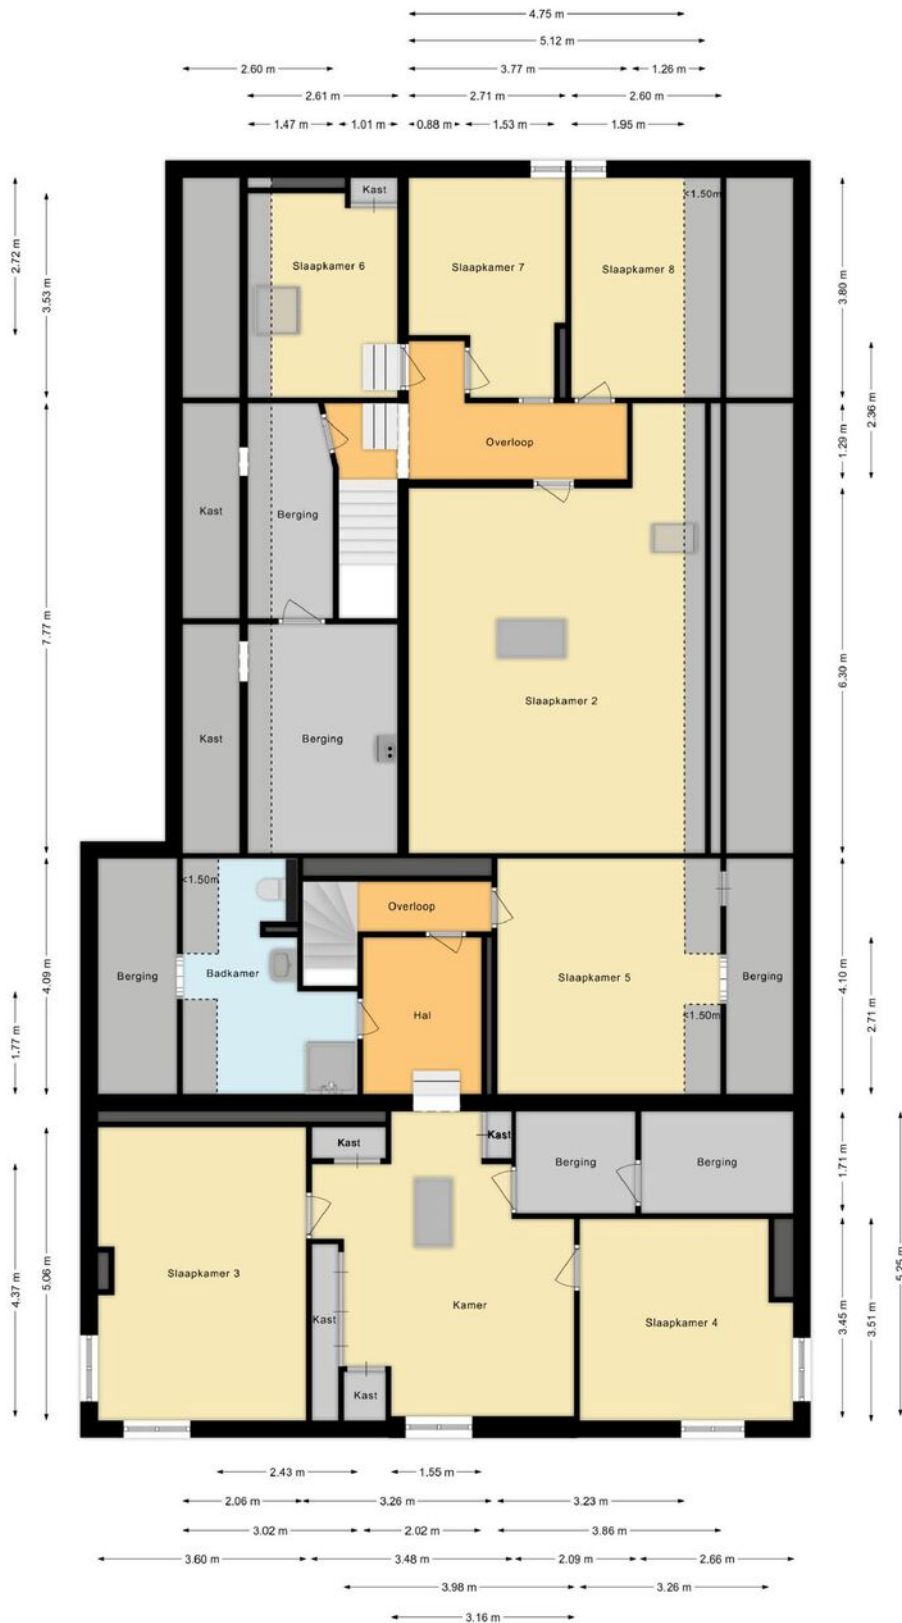 4.75 m
5.12 m
2.60 m
3.77 m
1.26 m
2.61 m
2.71 m
2.60 m
1.47 m
1.01 m
0.88 m
1.53 m
1.95 m
Kast
<1.50m
2.72 m
3.53 m
Slaapkamer 6
Slaapkamer 7
Slaapkamer 8
3.80 m
2.36 m
1.29 m
Overloop
Kast
Berging
7.77 m
6.30 m
Slaapkamer 2
Kast
Berging
<1.50m
Overloop
4.09 m
1.77 m
Berging
Badkamer
Slaapkamer 5
Berging
4.10 m
2.71 m
Hal
<1.50m
Kast
Kast
Berging
Berging
1.71 m
5.06 m
4.37 m
Slaapkamer 3
Kast
Kamer
Slaapkamer 4
3.45 m
3.51 m
5.25 m
Kast
2.43 m
1.55 m
2.06 m
3.26 m
3.23 m
3.02 m
2.02 m
3.86 m
3.60 m
3.48 m
2.09 m
2.66 m
3.98 m
3.26 m
3.16 m